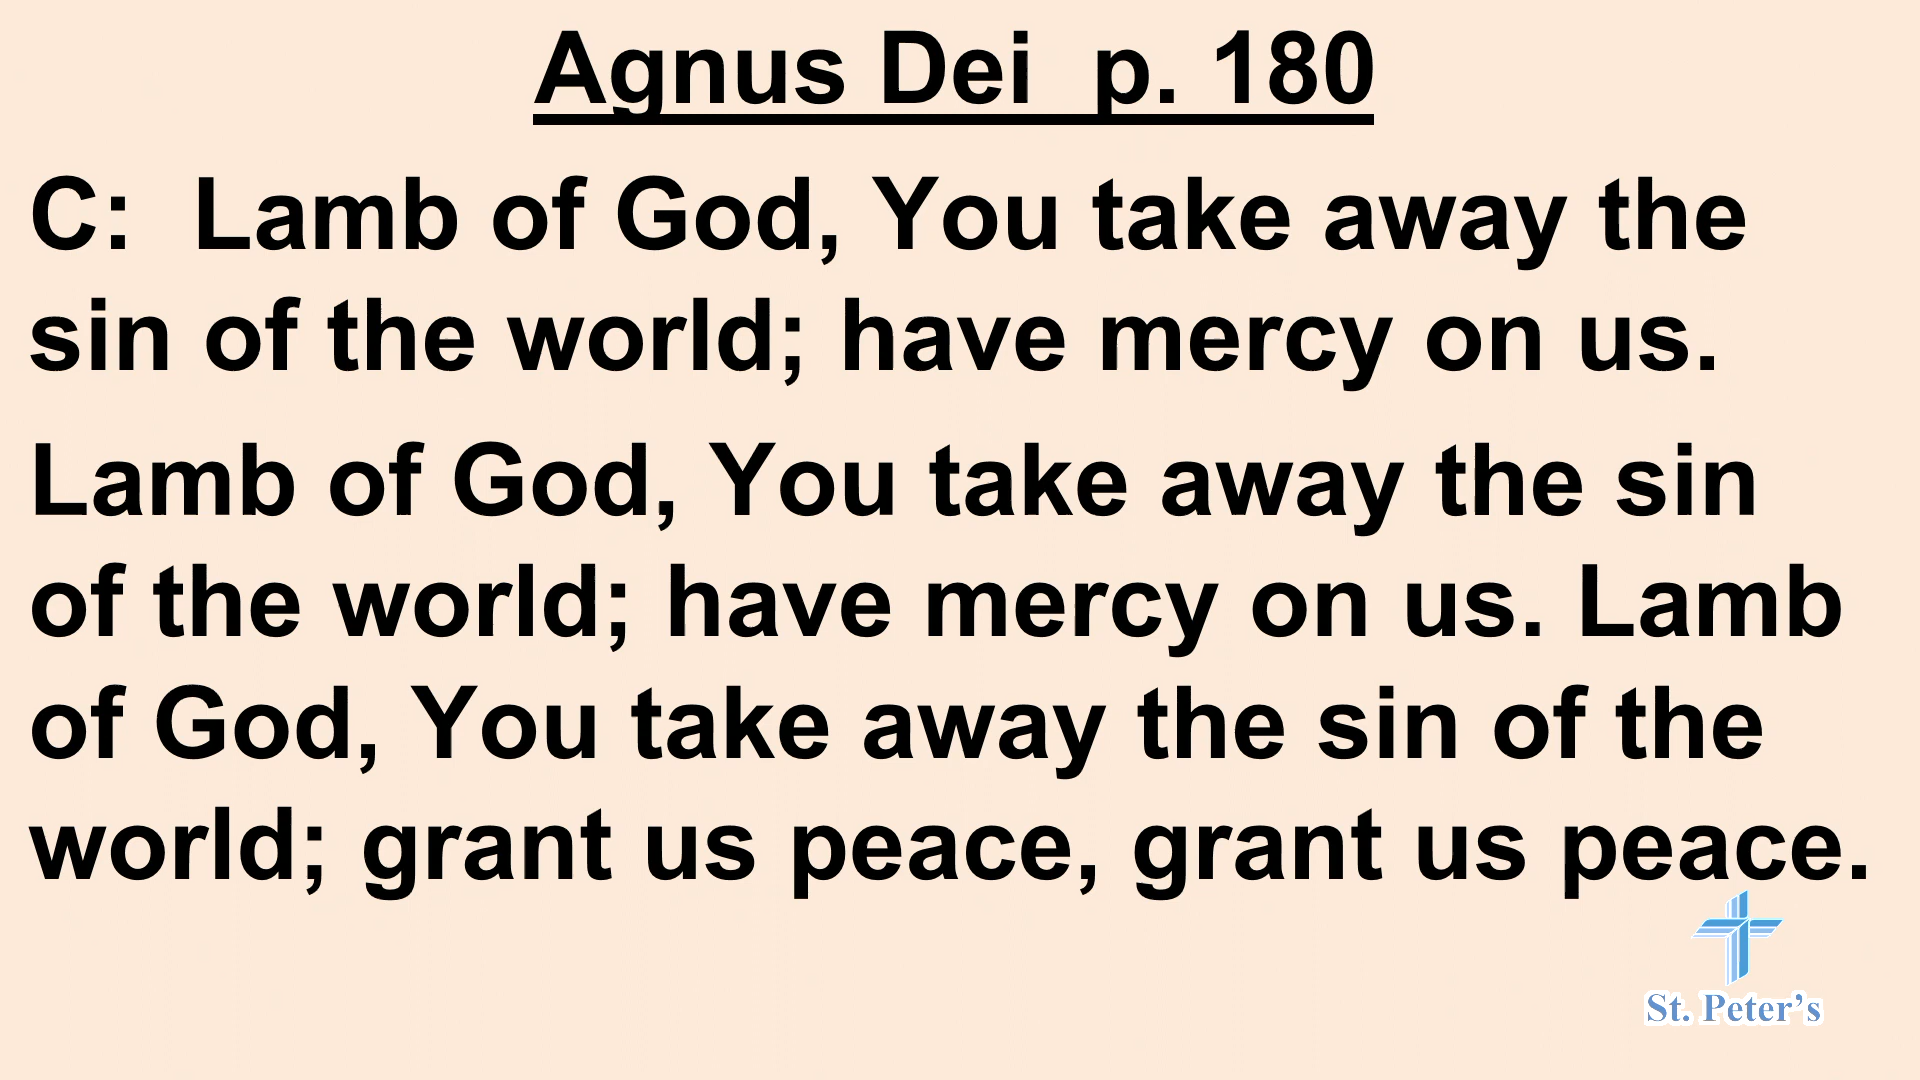 Agnus Dei  p. 180
C:  Lamb of God, You take away the
sin of the world; have mercy on us.
Lamb of God, You take away the sin
of the world; have mercy on us. Lamb
of God, You take away the sin of the
world; grant us peace, grant us peace.
St. Peter’s